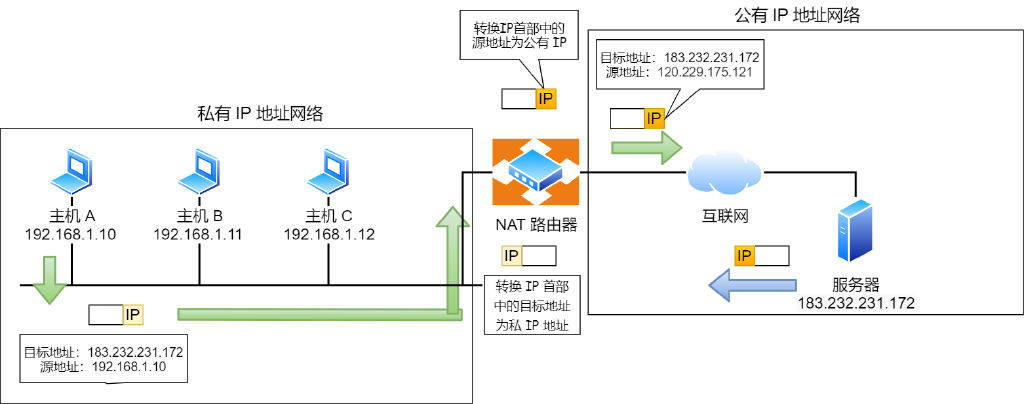 公有 IP 地址网络
转换IP首部中的
源地址为公有 IP
目标地址：183.232.231.172
源地址：120.229.175.121
IP
IP
私有 IP 地址网络
主机 A
192.168.1.10
主机 B
192.168.1.11
主机 C
192.168.1.12
NAT 路由器
互联网
IP
IP
服务器
183.232.231.172
转换 IP 首部
中的目标地址
为私 IP 地址
IP
目标地址：183.232.231.172
源地址：192.168.1.10